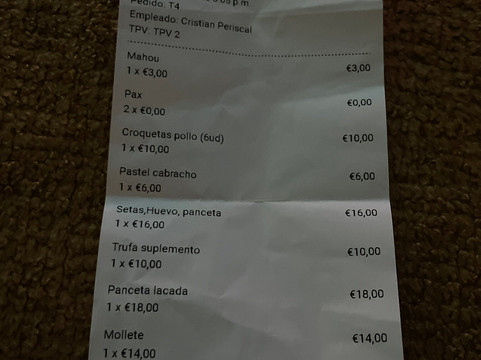 Pedido: T4
Empleado: Cristian Periscal
TPV: TPV 2
Mahou
1 x €3,00 €3,00
Pax
2 x €0,00 €0,00
Croquetas pollo (6ud)
1 x €10,00 €10,00
Pastel cabracho
1 x €6,00 €6,00
Setas,Huevo, panceta €16,00
1 x €16,00
Trufa suplemento €10,00
1 x €10,00
Panceta lacada €18,00
1 x €18,00
Mollete €14,00
1 x €14,00